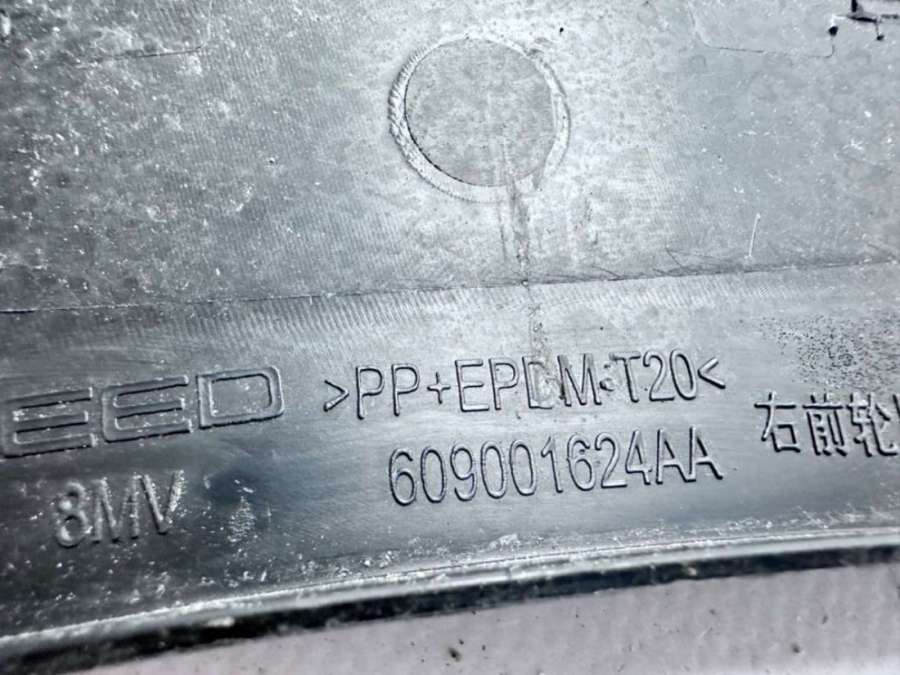 EED >PP+EPDM-T20<
609001624AA 右前轮
8MV